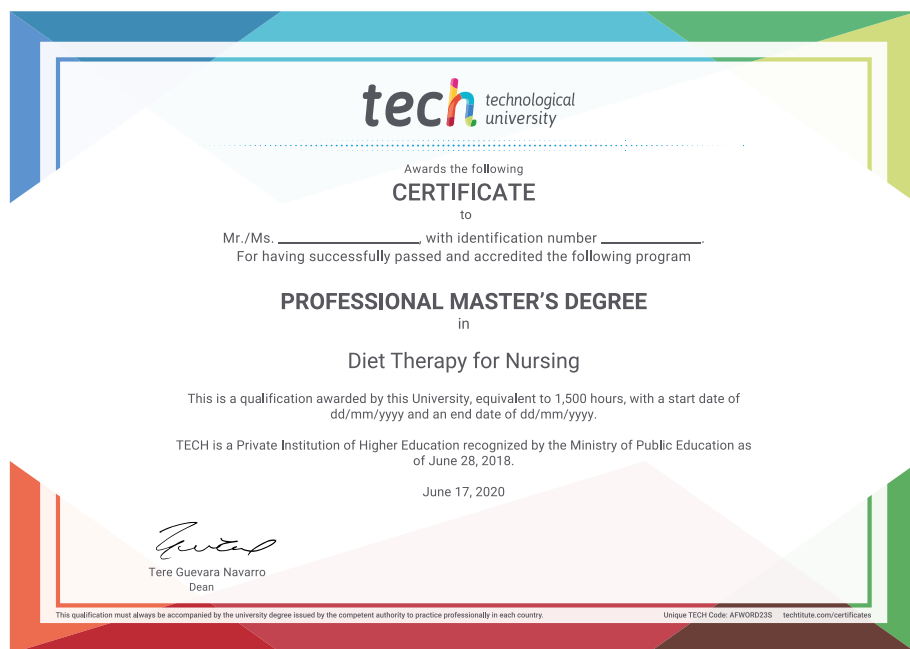 tech technological
university
Awards the following
CERTIFICATE
to
Mr./Ms. ____________________, with identification number ______________.
For having successfully passed and accredited the following program
PROFESSIONAL MASTER'S DEGREE
in
Diet Therapy for Nursing
This is a qualification awarded by this University, equivalent to 1,500 hours, with a start date of
dd/mm/yyyy and an end date of dd/mm/yyyy.
TECH is a Private Institution of Higher Education recognized by the Ministry of Public Education as
of June 28, 2018.
June 17, 2020
Tere Guevara Navarro
Dean
This qualification must always be accompanied by the university degree issued by the competent authority to practice professionally in each country. Unique TECH Code: AFWORD23S techtitute.com/certificates